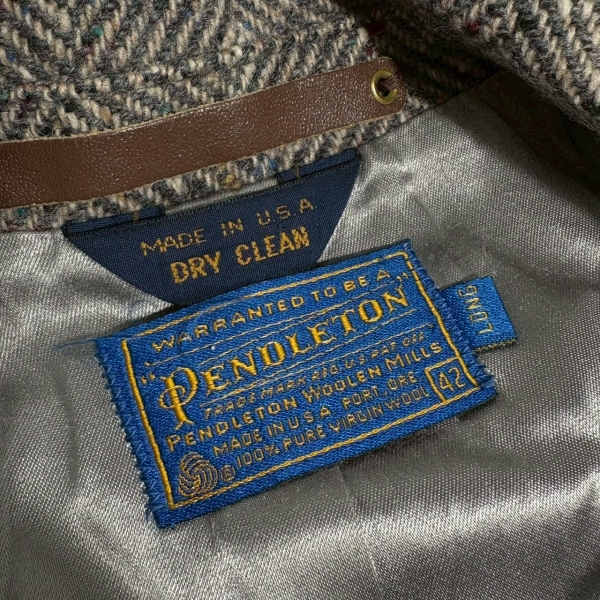 MADE IN U.S.A
DRY CLEAN
"WARRANTED TO BE A
"PENDLETON"
TRADE MARK REG. U.S. PAT. OFF.
PENDLETON WOOLEN MILLS
MADE IN U.S.A PORT, ORE
100% PURE VIRGIN WOOL
42
LONG